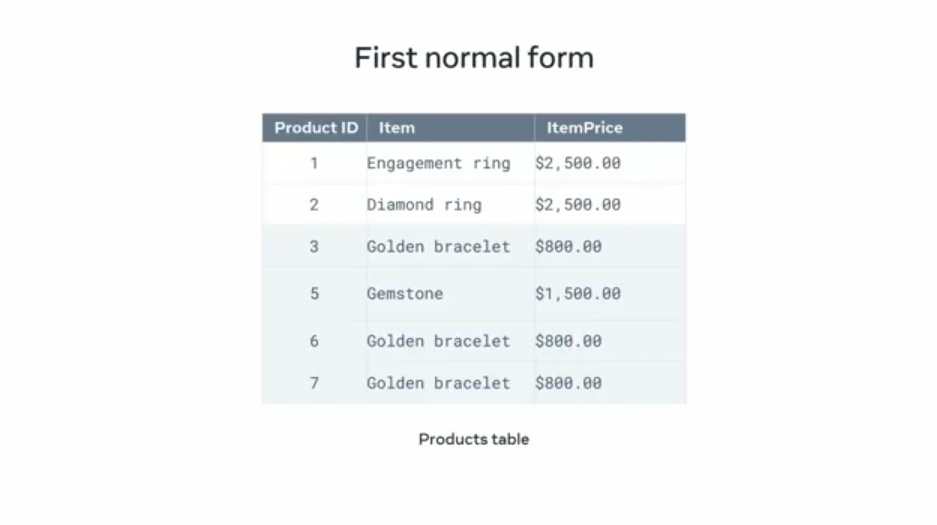 First normal form
Product ID Item ItemPrice
1 Engagement ring $2,500.00
2 Diamond ring $2,500.00
3 Golden bracelet $800.00
5 Gemstone $1,500.00
6 Golden bracelet $800.00
7 Golden bracelet $800.00
Products table